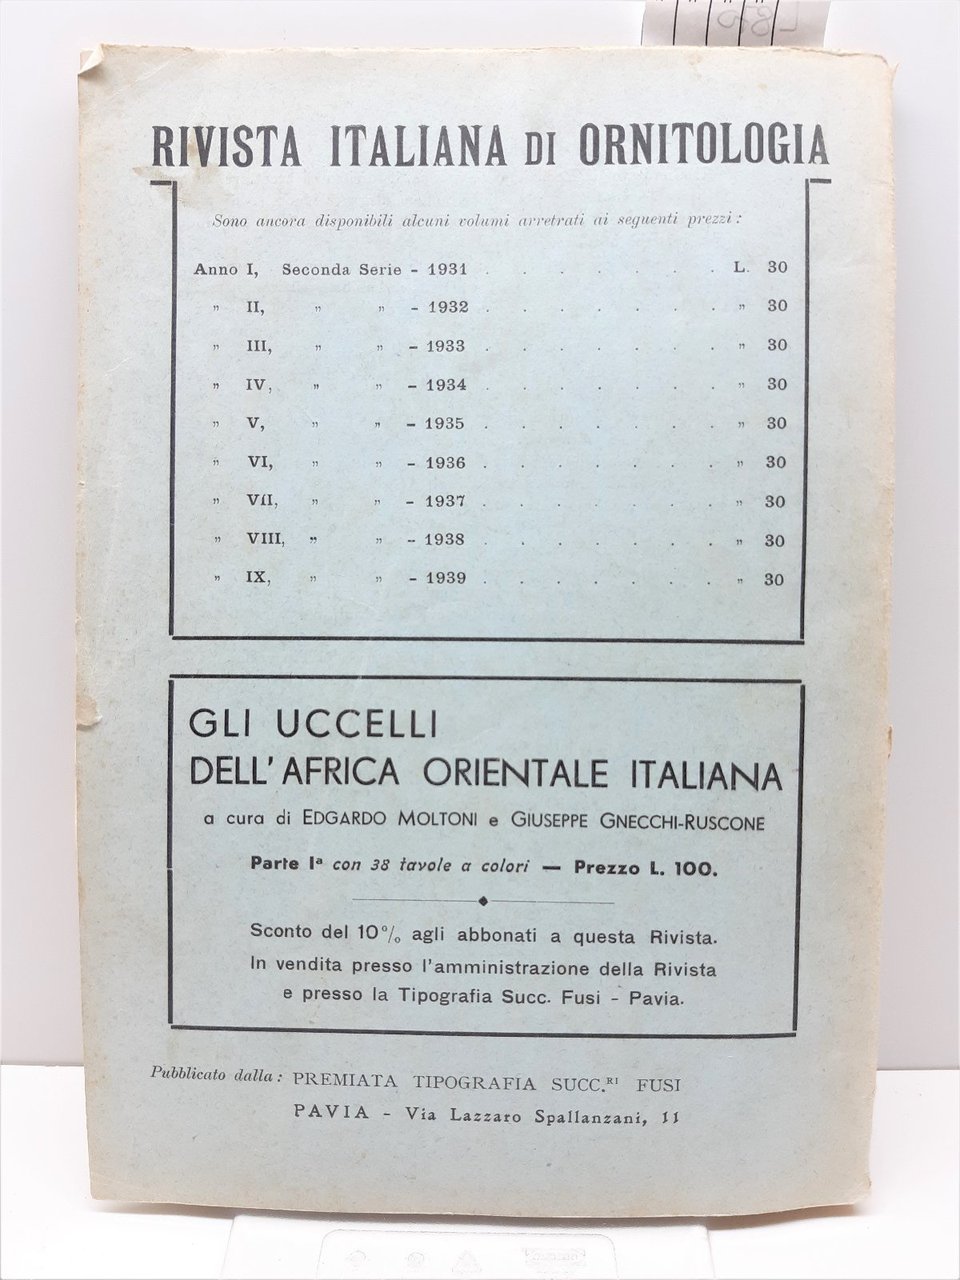 RIVISTA ITALIANA DI ORNITOLOGIA
Sono ancora disponibili alcuni volumi arretrati ai seguenti prezzi :
Anno I, Seconda Serie - 1931 . . . . . . . L. 30
„ II, „ „ - 1932 . . . . . . . „ 30
„ III, „ „ - 1933 . . . . . . . „ 30
„ IV, „ „ - 1934 . . . . . . . „ 30
„ V, „ „ - 1935 . . . . . . . „ 30
„ VI, „ „ - 1936 . . . . . . . „ 30
„ VII, „ „ - 1937 . . . . . . . „ 30
„ VIII, „ „ - 1938 . . . . . . . „ 30
„ IX, „ „ - 1939 . . . . . . . „ 30
GLI UCCELLI
DELL'AFRICA ORIENTALE ITALIANA
a cura di EDGARDO MOLTONI e GIUSEPPE GNECCHI-RUSCONE
Parte Iª con 38 tavole a colori — Prezzo L. 100.
Sconto del 10% agli abbonati a questa Rivista.
In vendita presso l'amministrazione della Rivista
e presso la Tipografia Succ. Fusi - Pavia.
Pubblicato dalla : PREMIATA TIPOGRAFIA SUCC.RI FUSI
PAVIA - Via Lazzaro Spallanzani, 11